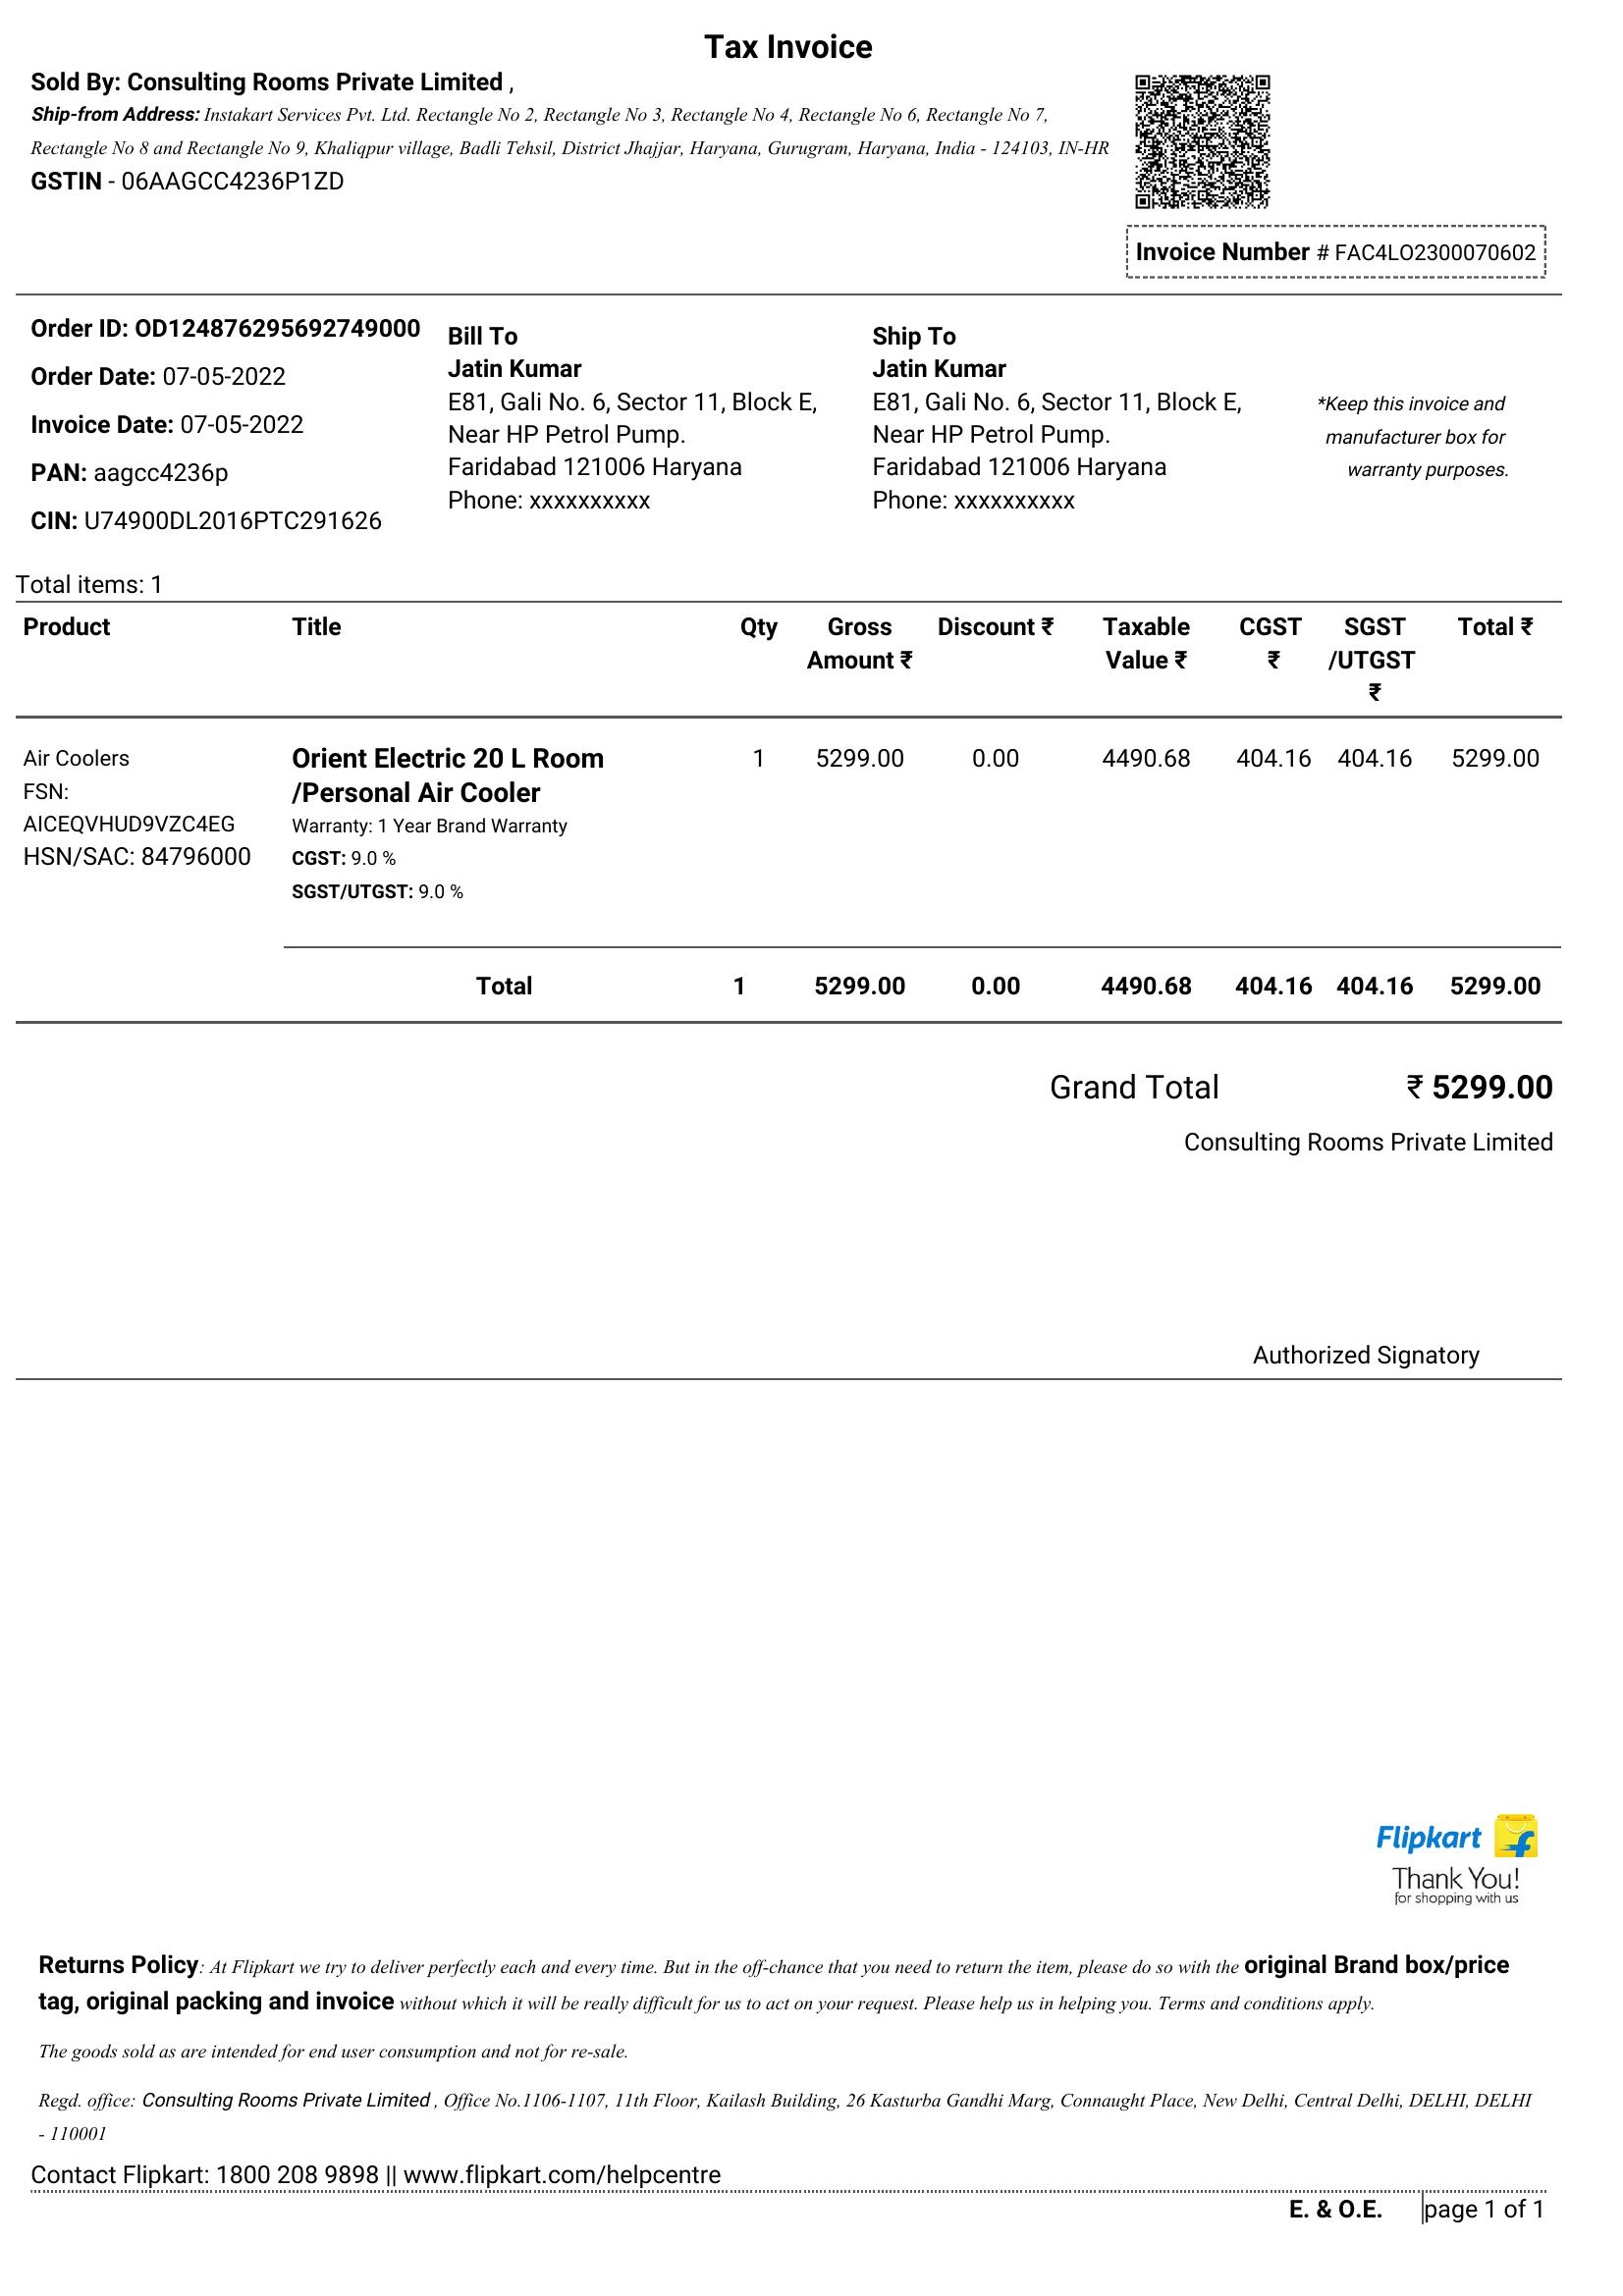 Tax Invoice
Sold By: Consulting Rooms Private Limited ,
Ship-from Address: Instakart Services Pvt. Ltd. Rectangle No 2, Rectangle No 3, Rectangle No 4, Rectangle No 6, Rectangle No 7,
Rectangle No 8 and Rectangle No 9, Khaliqpur village, Badli Tehsil, District Jhajjar, Haryana, Gurugram, Haryana, India - 124103, IN-HR
GSTIN - 06AAGCC4236P1ZD
Invoice Number # FAC4LO2300070602
Order ID: OD124876295692749000
Order Date: 07-05-2022
Invoice Date: 07-05-2022
PAN: aagcc4236p
CIN: U74900DL2016PTC291626
Bill To
Jatin Kumar
E81, Gali No. 6, Sector 11, Block E,
Near HP Petrol Pump.
Faridabad 121006 Haryana
Phone: xxxxxxxxxx
Ship To
Jatin Kumar
E81, Gali No. 6, Sector 11, Block E,
Near HP Petrol Pump.
Faridabad 121006 Haryana
Phone: xxxxxxxxxx
*Keep this invoice and
manufacturer box for
warranty purposes.
Total items: 1
Product Title Qty Gross Discount ₹ Taxable CGST SGST Total ₹
Amount ₹ Value ₹ ₹ /UTGST
₹
Air Coolers
FSN:
AICEQVHUD9VZC4EG
HSN/SAC: 84796000
Orient Electric 20 L Room
/Personal Air Cooler
Warranty: 1 Year Brand Warranty
CGST: 9.0 %
SGST/UTGST: 9.0 %
1 5299.00 0.00 4490.68 404.16 404.16 5299.00
Total 1 5299.00 0.00 4490.68 404.16 404.16 5299.00
Grand Total ₹ 5299.00
Consulting Rooms Private Limited
Authorized Signatory
Flipkart
Thank You!
for shopping with us
Returns Policy: At Flipkart we try to deliver perfectly each and every time. But in the off-chance that you need to return the item, please do so with the original Brand box/price
tag, original packing and invoice without which it will be really difficult for us to act on your request. Please help us in helping you. Terms and conditions apply.
The goods sold as are intended for end user consumption and not for re-sale.
Regd. office: Consulting Rooms Private Limited , Office No.1106-1107, 11th Floor, Kailash Building, 26 Kasturba Gandhi Marg, Connaught Place, New Delhi, Central Delhi, DELHI, DELHI
- 110001
Contact Flipkart: 1800 208 9898 || www.flipkart.com/helpcentre
E. & O.E. page 1 of 1